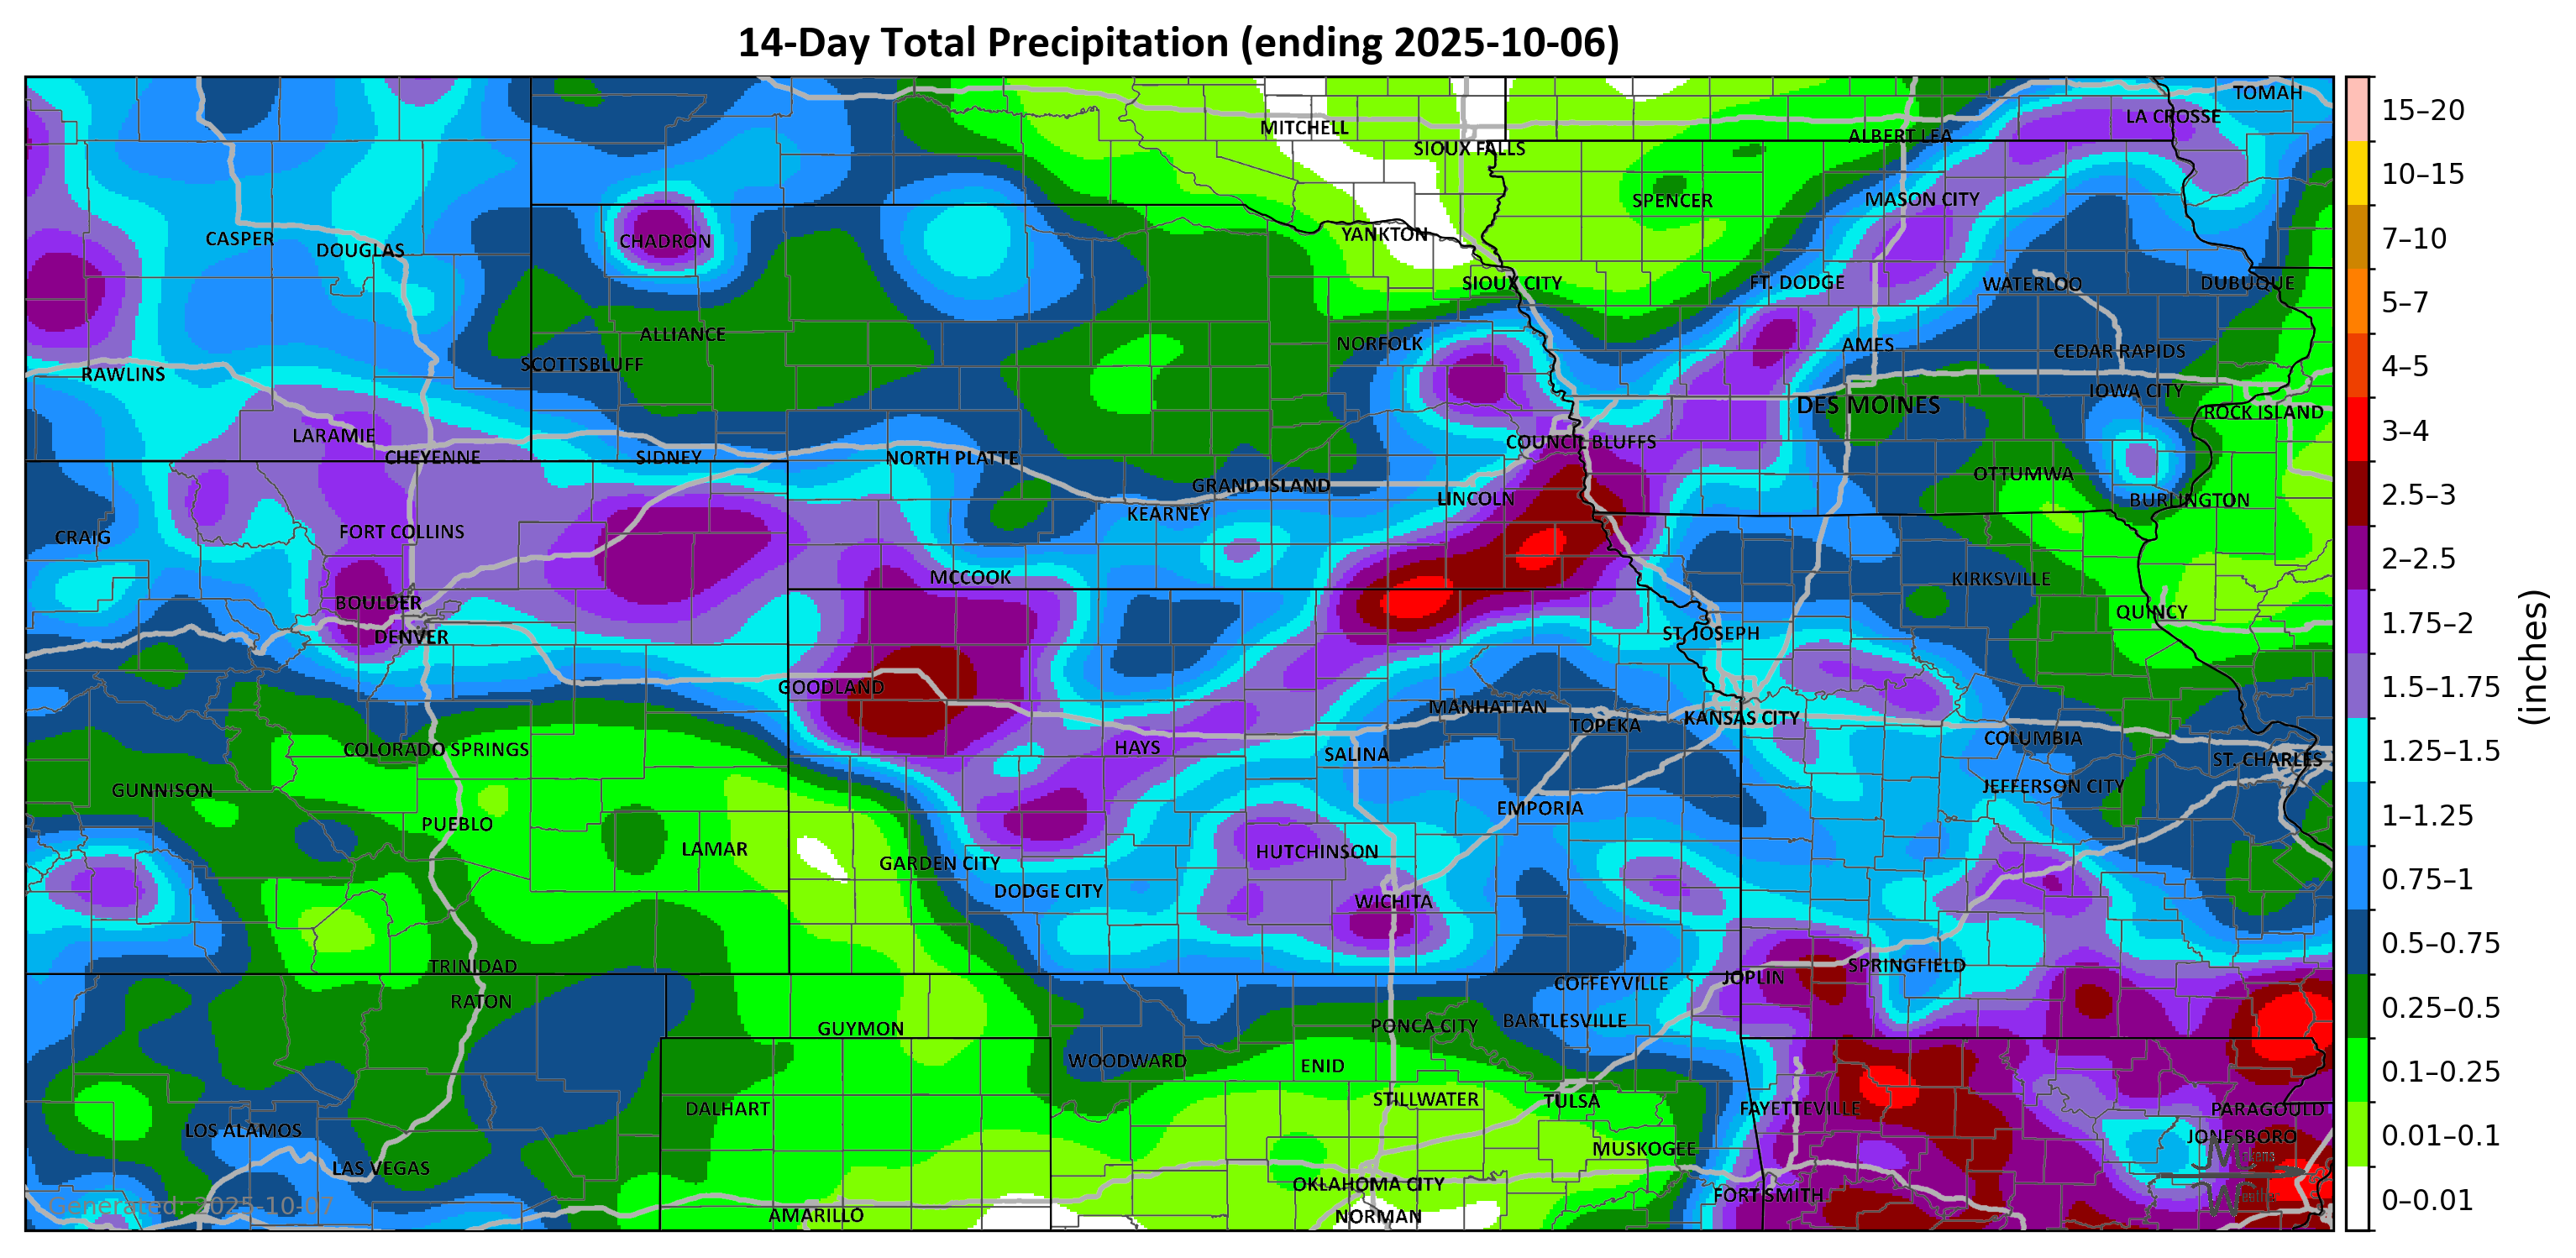 14-Day Total Precipitation (ending 2025-10-06)
TOMAH
LA CROSSE
MITCHELL
ALBERT LEA
SIOUX FALLS
SPENCER
MASON CITY
YANKTON
CASPER
CHADRON
DOUGLAS
SIOUX CITY
FT. DODGE
WATERLOO
DUBUQUE
ALLIANCE
NORFOLK
AMES
CEDAR RAPIDS
SCOTTSBLUFF
RAWLINS
IOWA CITY
DES MOINES
ROCK ISLAND
LARAMIE
COUNCIL BLUFFS
CHEYENNE
SIDNEY
NORTH PLATTE
OTTUMWA
GRAND ISLAND
LINCOLN
BURLINGTON
KEARNEY
FORT COLLINS
CRAIG
MCCOOK
KIRKSVILLE
BOULDER
QUINCY
DENVER
ST. JOSEPH
GOODLAND
MANHATTAN
KANSAS CITY
TOPEKA
COLUMBIA
COLORADO SPRINGS
HAYS
SALINA
ST. CHARLES
GUNNISON
JEFFERSON CITY
EMPORIA
PUEBLO
LAMAR
HUTCHINSON
GARDEN CITY
DODGE CITY
WICHITA
TRINIDAD
SPRINGFIELD
JOPLIN
COFFEYVILLE
RATON
GUYMON
PONCA CITY
BARTLESVILLE
WOODWARD
ENID
STILLWATER
TULSA
DALHART
FAYETTEVILLE
PARAGOULD
LOS ALAMOS
JONESBORO
MUSKOGEE
LAS VEGAS
OKLAHOMA CITY
FORT SMITH
AMARILLO
NORMAN
Generated: 2025-10-07
15–20
10–15
7–10
5–7
4–5
3–4
2.5–3
2–2.5
1.75–2
1.5–1.75
1.25–1.5
1–1.25
0.75–1
0.5–0.75
0.25–0.5
0.1–0.25
0.01–0.1
0–0.01
(inches)